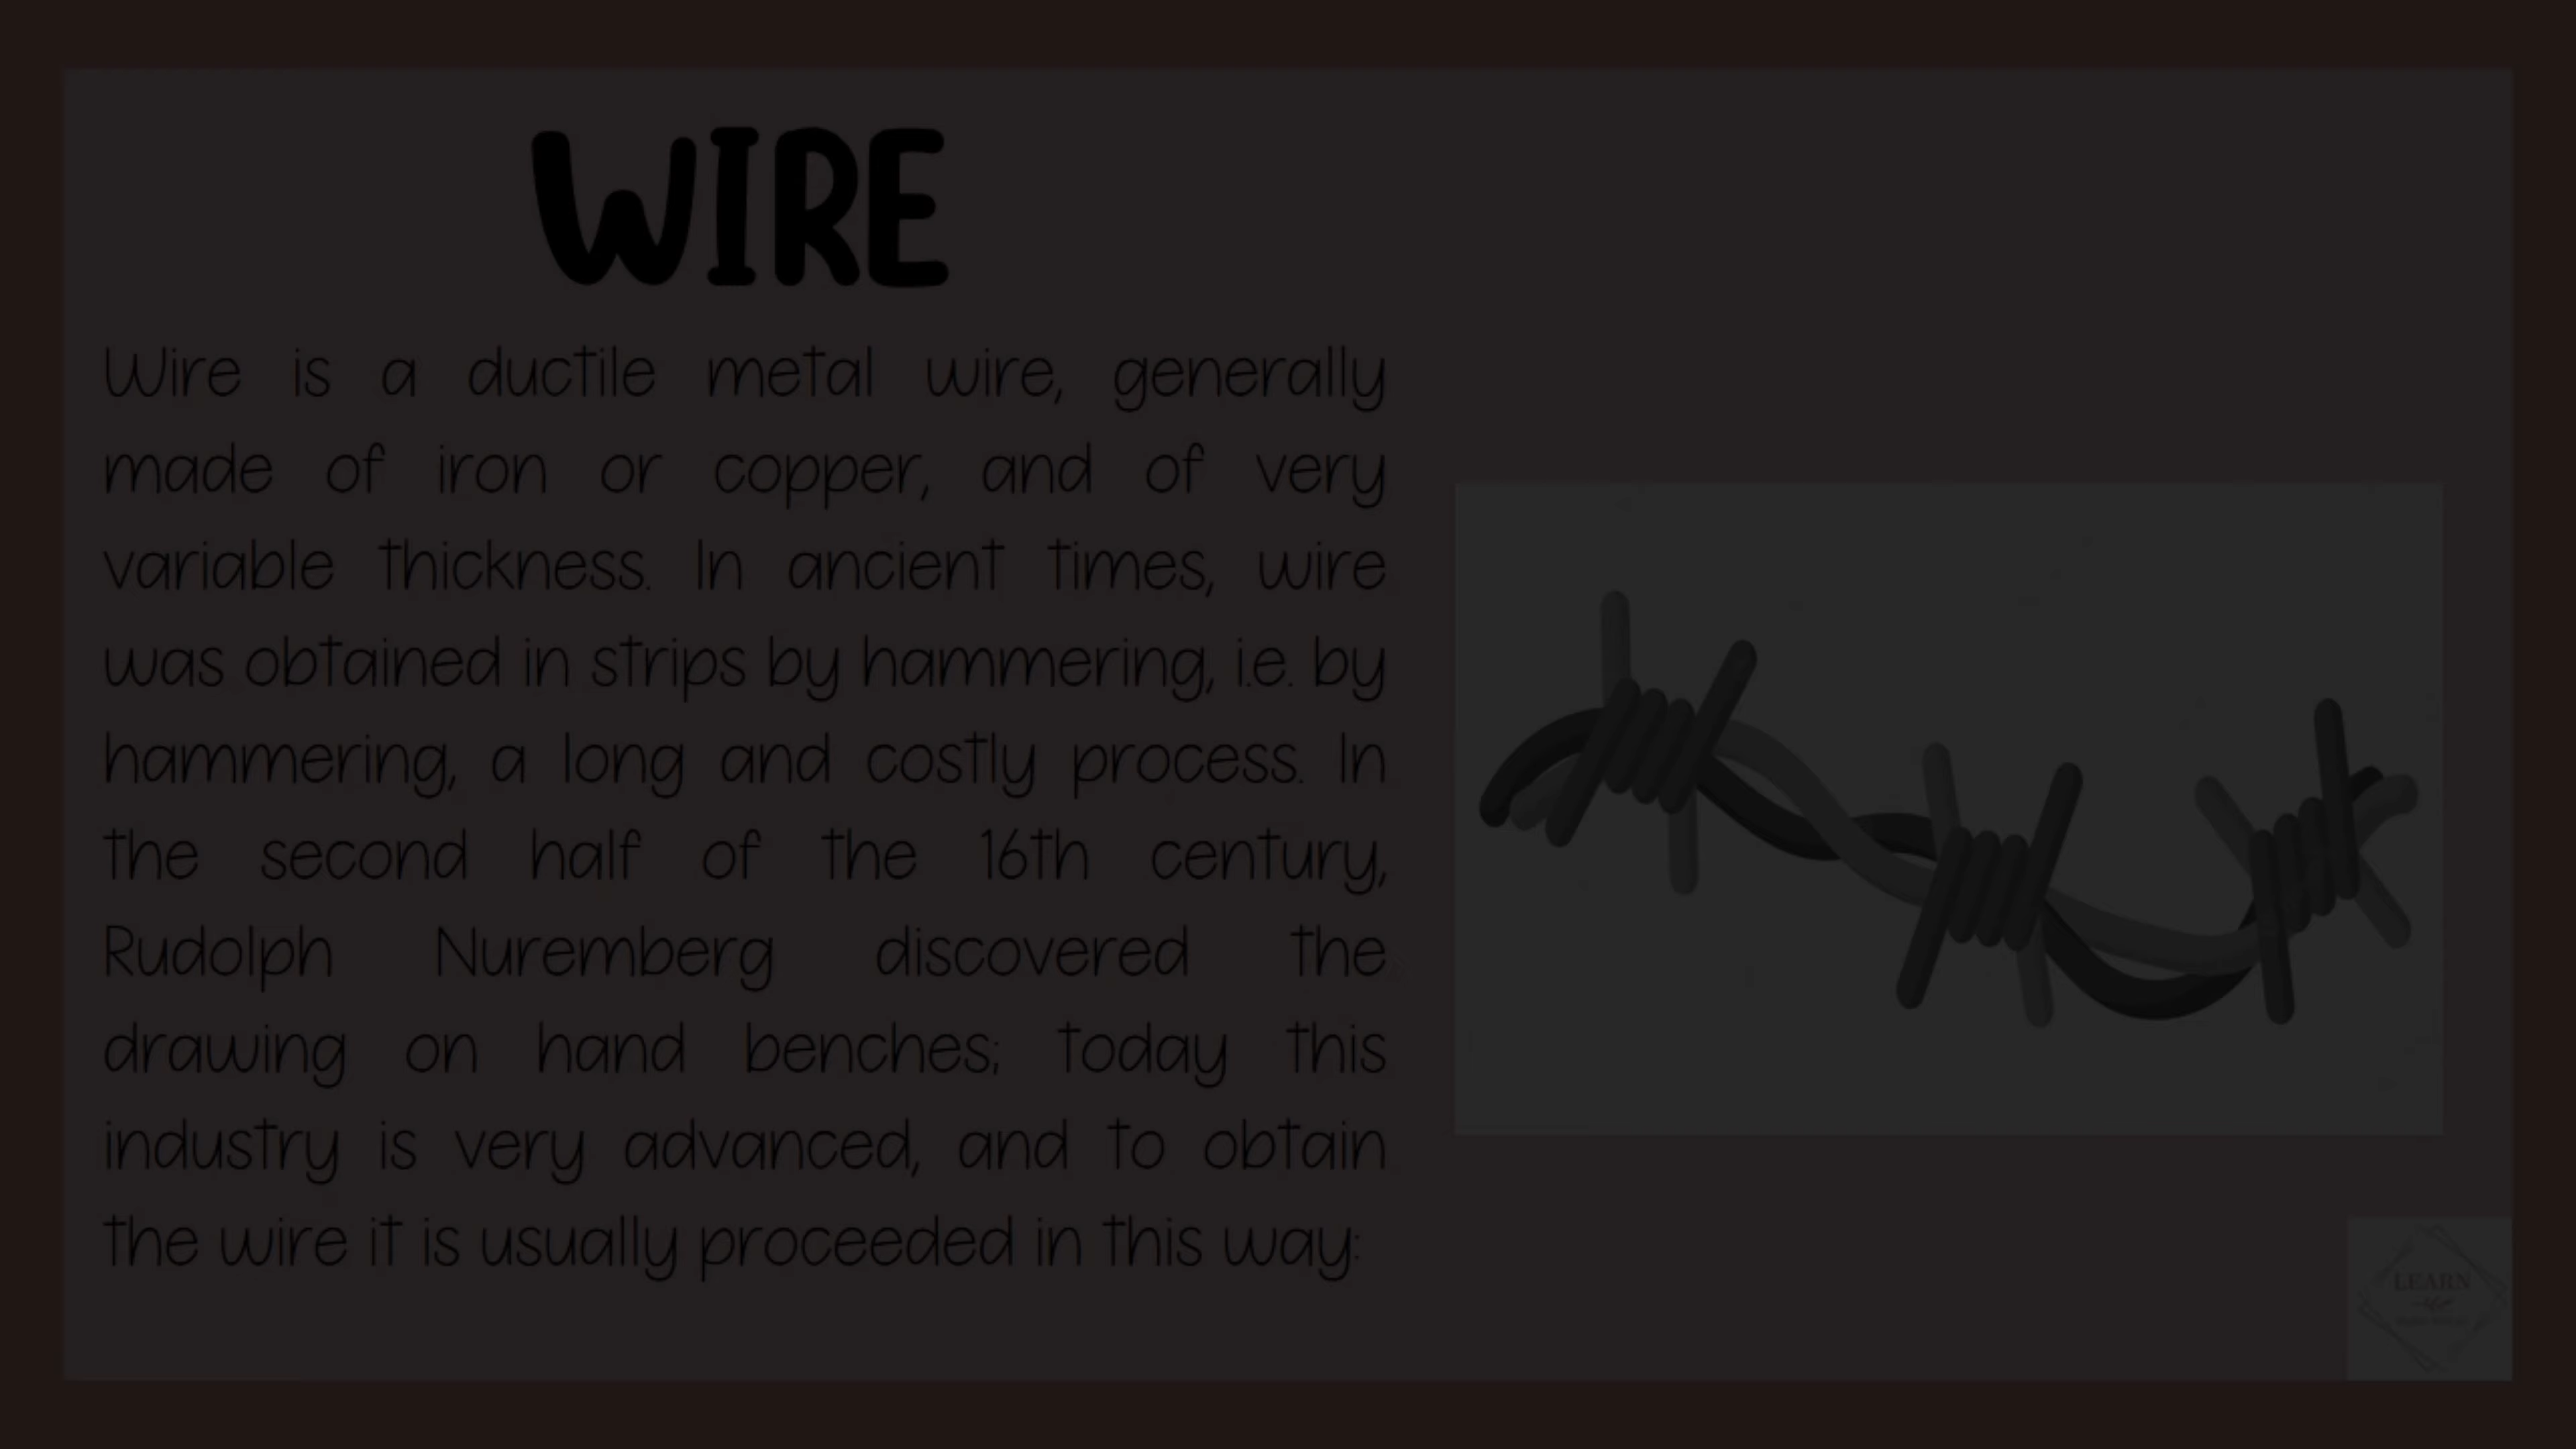 WIRE
Wire is a ductile metal wire, generally
made of iron or copper, and of very
variable thickness. In ancient times, wire
was obtained in strips by hammering, i.e. by
hammering, a long and costly process. In
the second half of the 16th century,
Rudolph Nuremberg discovered the
drawing on hand benches; today this
industry is very advanced, and to obtain
the wire it is usually proceeded in this way:
LEARN